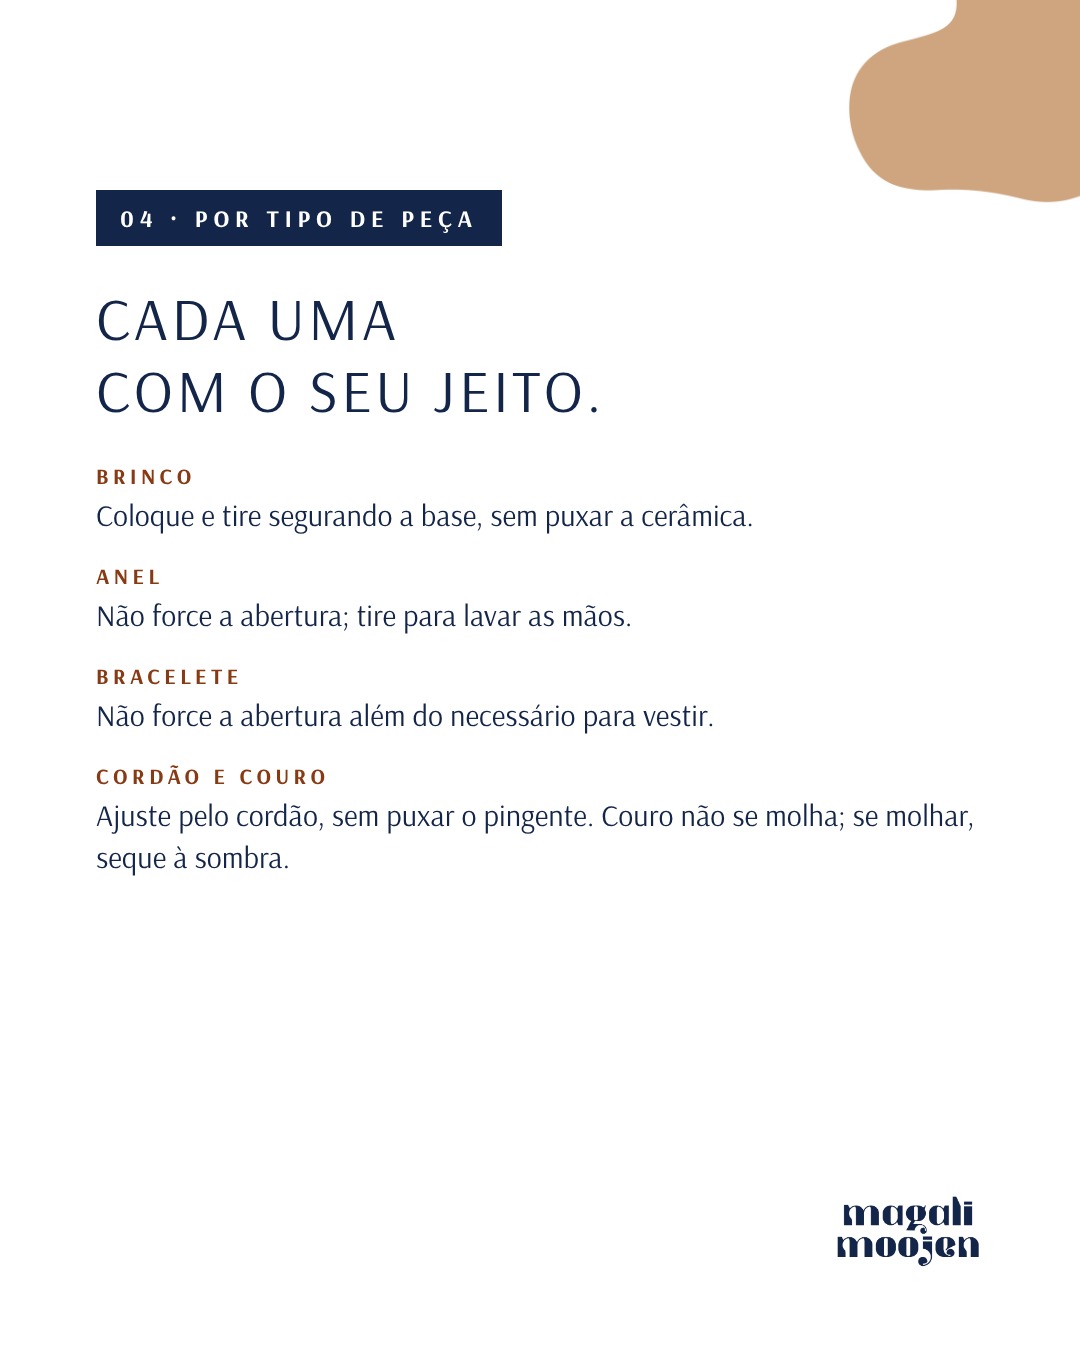 04 · POR TIPO DE PEÇA
CADA UMA
COM O SEU JEITO.
BRINCO
Coloque e tire segurando a base, sem puxar a cerâmica.
ANEL
Não force a abertura; tire para lavar as mãos.
BRACELETE
Não force a abertura além do necessário para vestir.
CORDÃO E COURO
Ajuste pelo cordão, sem puxar o pingente. Couro não se molha; se molhar,
seque à sombra.
magali
moojen